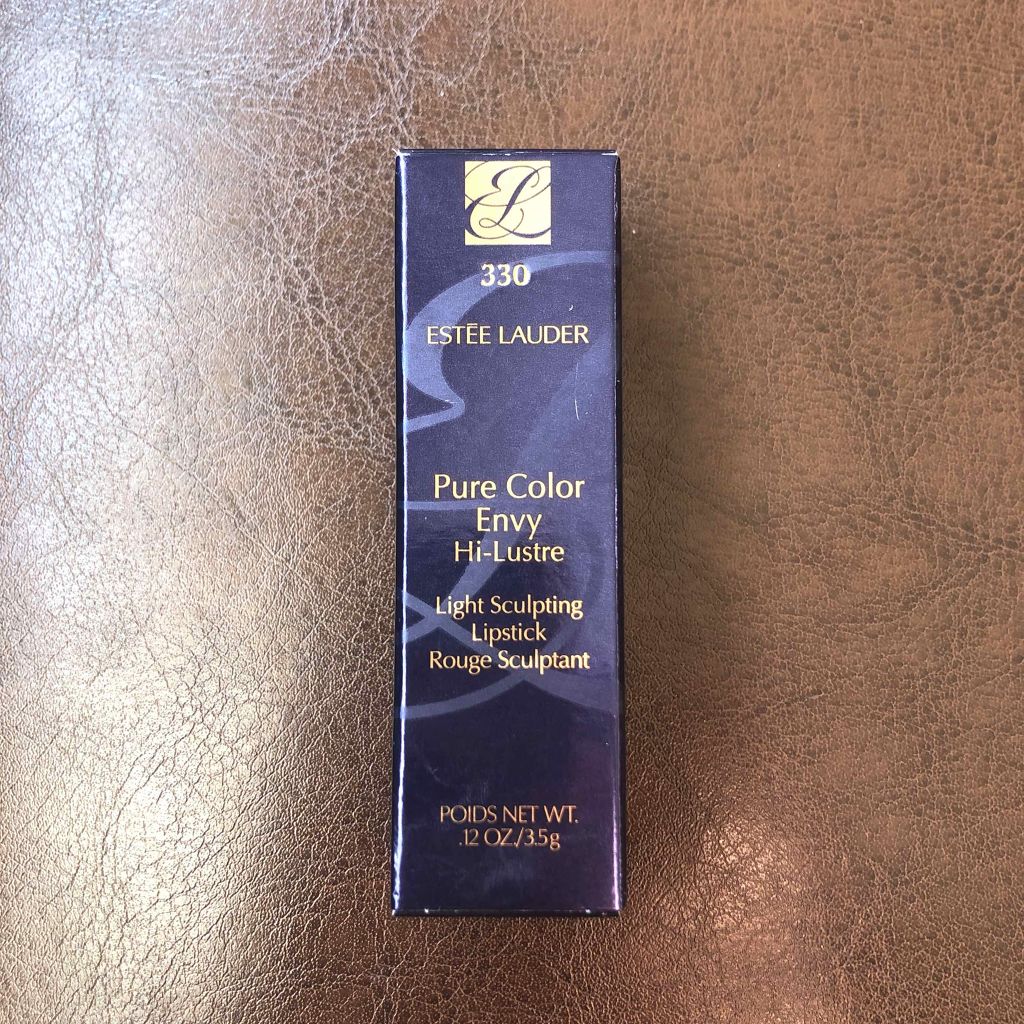 EL
330
ESTĒE LAUDER
Pure Color
Envy
Hi-Lustre
Light Sculpting
Lipstick
Rouge Sculptant
POIDS NET WT.
.12 OZ./3.5g